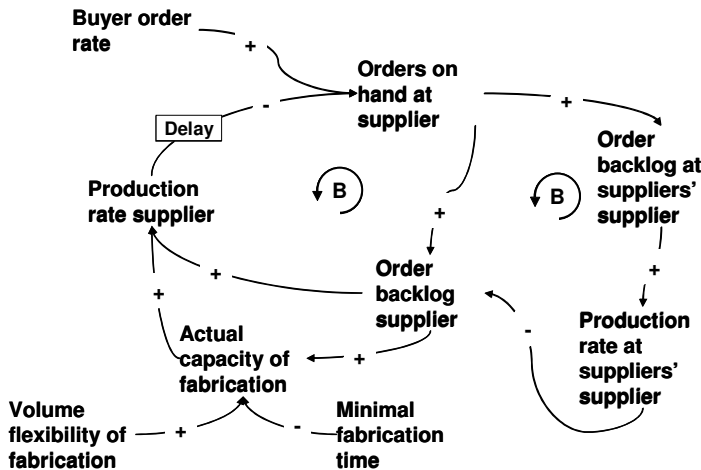 Buyer order
rate
+
Orders on
hand at
supplier
-
+
Delay
Order
backlog at
suppliers'
supplier
Production
rate supplier
B
B
+
+
+
Order
backlog
supplier
+
Production
rate at
suppliers'
supplier
-
Actual
capacity of
fabrication
+
Volume
flexibility of
fabrication
+
-
Minimal
fabrication
time